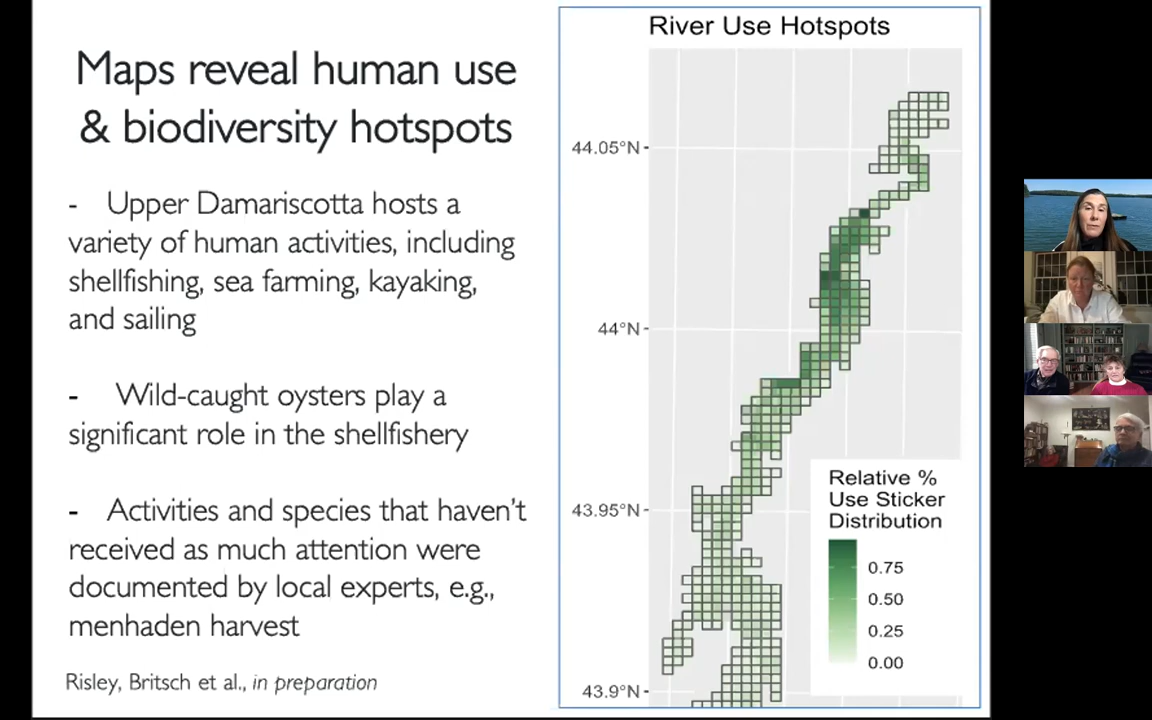 Maps reveal human use
& biodiversity hotspots
- Upper Damariscotta hosts a
variety of human activities, including
shellfishing, sea farming, kayaking,
and sailing
- Wild-caught oysters play a
significant role in the shellfishery
- Activities and species that haven't
received as much attention were
documented by local experts, e.g.,
menhaden harvest
Risley, Britsch et al., in preparation
River Use Hotspots
44.05°N
44°N
43.95°N
43.9°N
Relative %
Use Sticker
Distribution
0.75
0.50
0.25
0.00